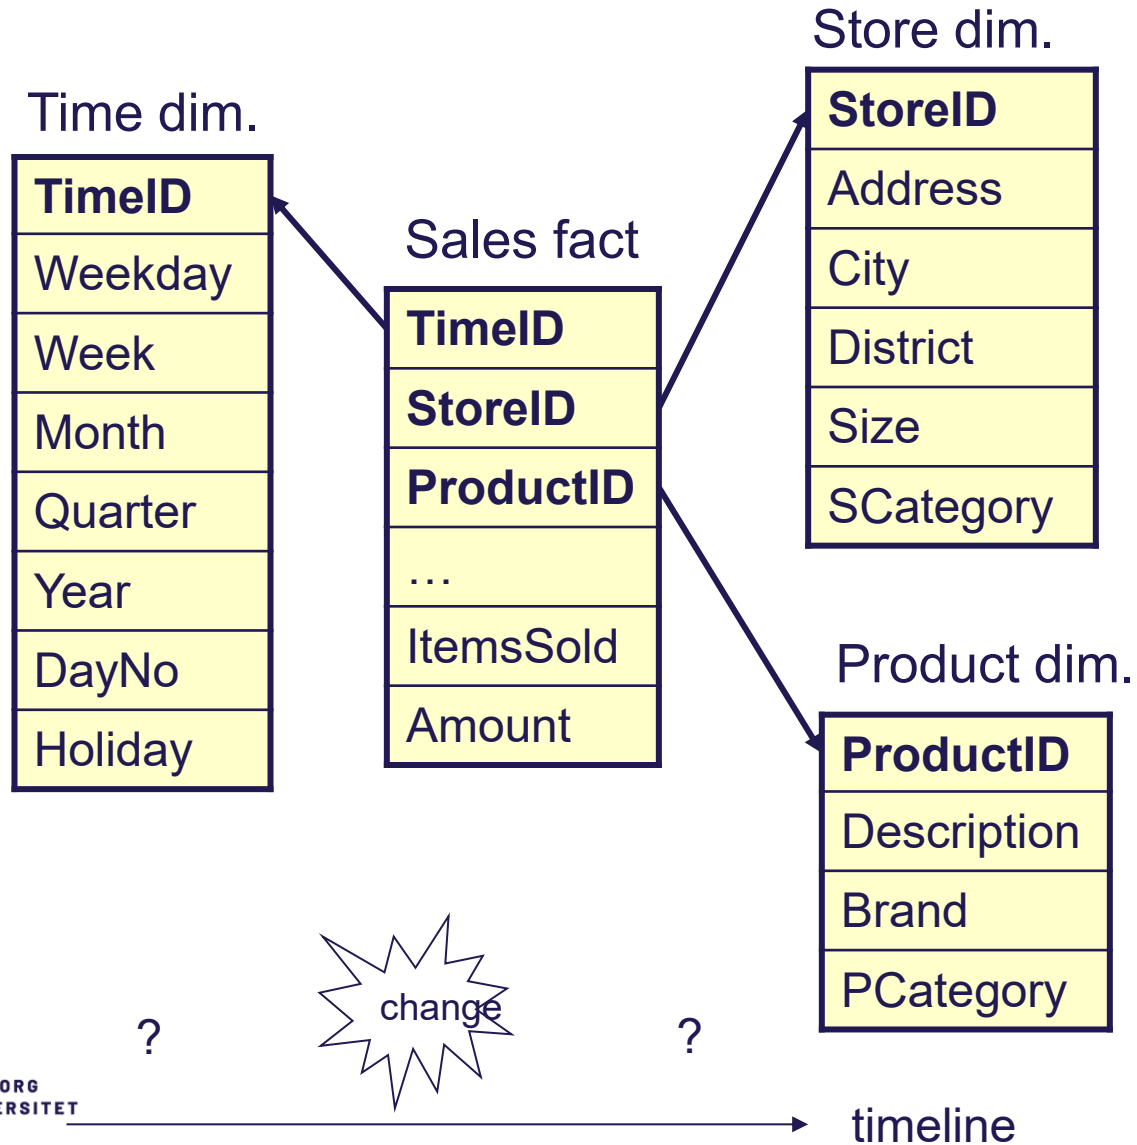 Time dim.
TimeID
Weekday
Week
Month
Quarter
Year
DayNo
Holiday
Sales fact
TimeID
StoreID
ProductID
…
ItemsSold
Amount
Store dim.
StoreID
Address
City
District
Size
SCategory
Product dim.
ProductID
Description
Brand
PCategory
?
change
?
ORG
ERSITET
timeline